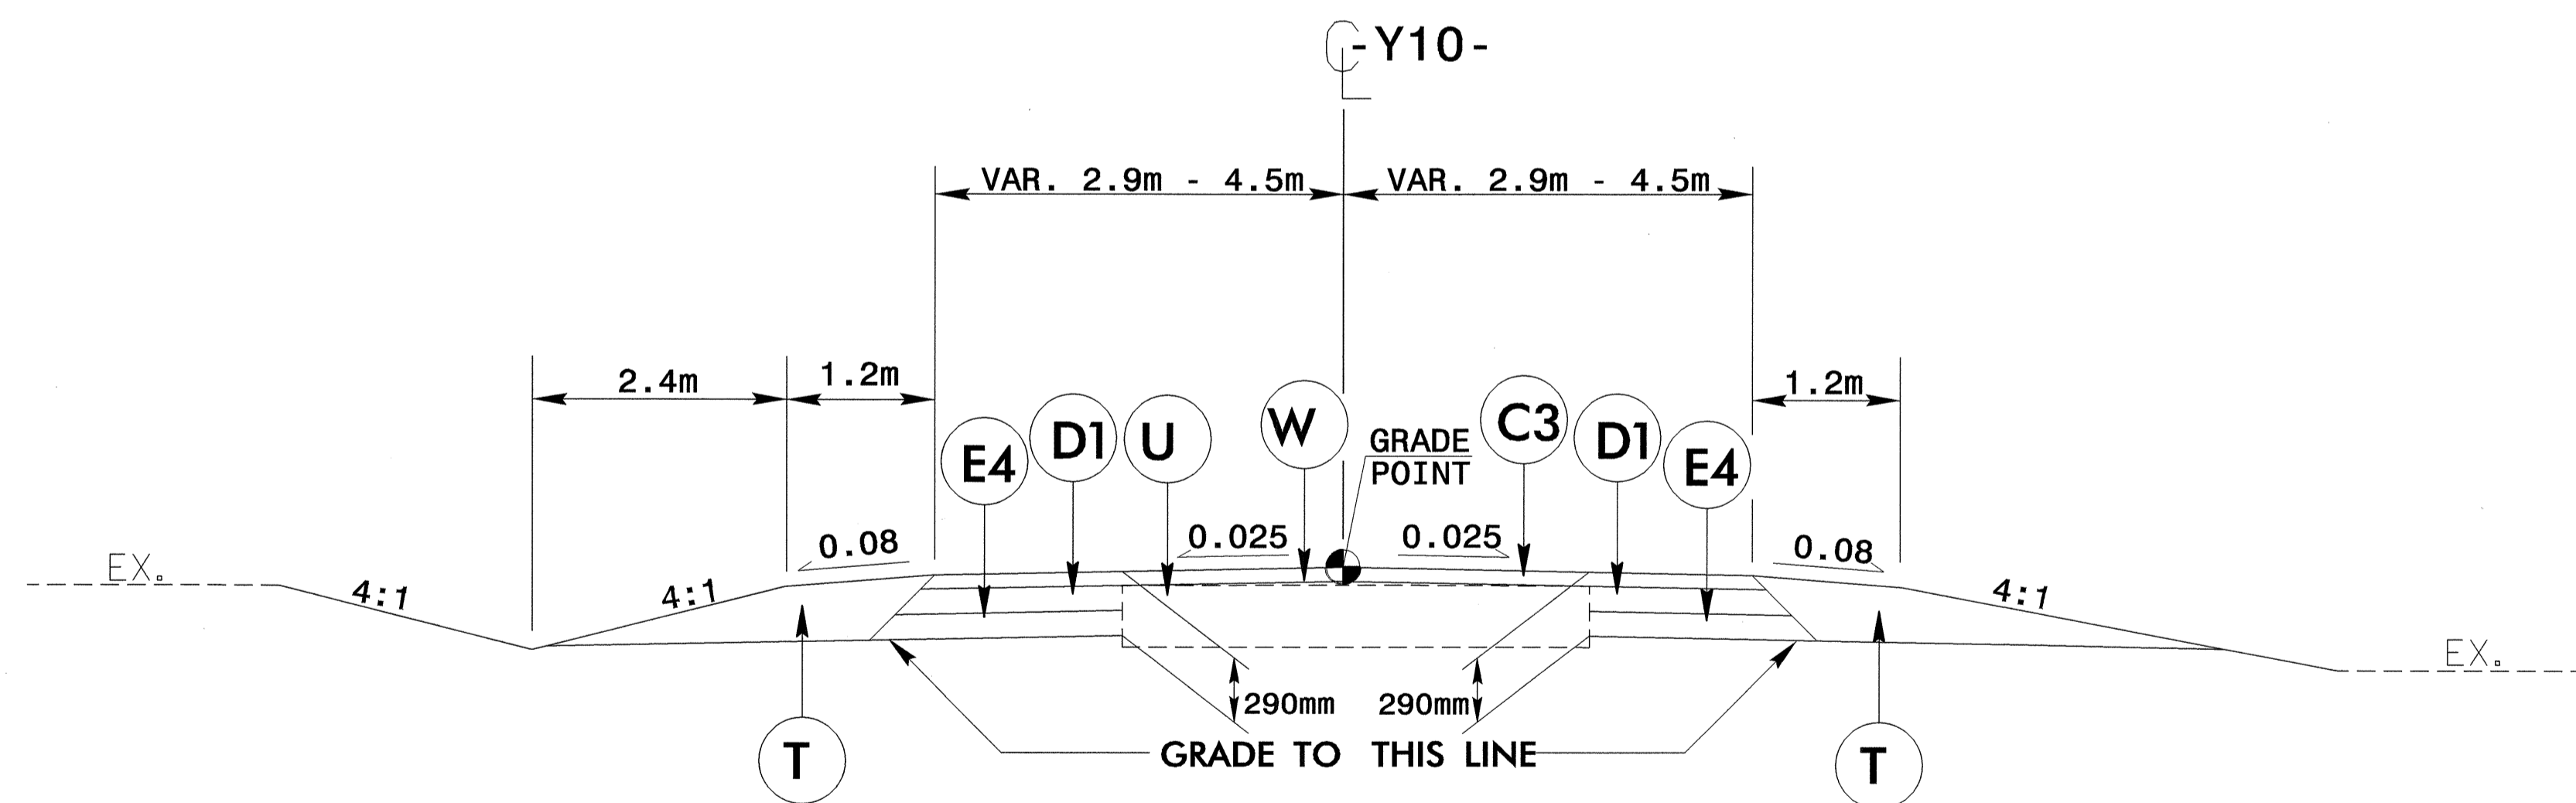 CL -Y10-
VAR. 2.9m - 4.5m
VAR. 2.9m - 4.5m
2.4m
1.2m
1.2m
E4
D1
U
W
GRADE
POINT
C3
D1
E4
0.08
0.025
0.025
0.08
EX.
4:1
4:1
4:1
EX.
290mm
290mm
GRADE TO THIS LINE
T
T